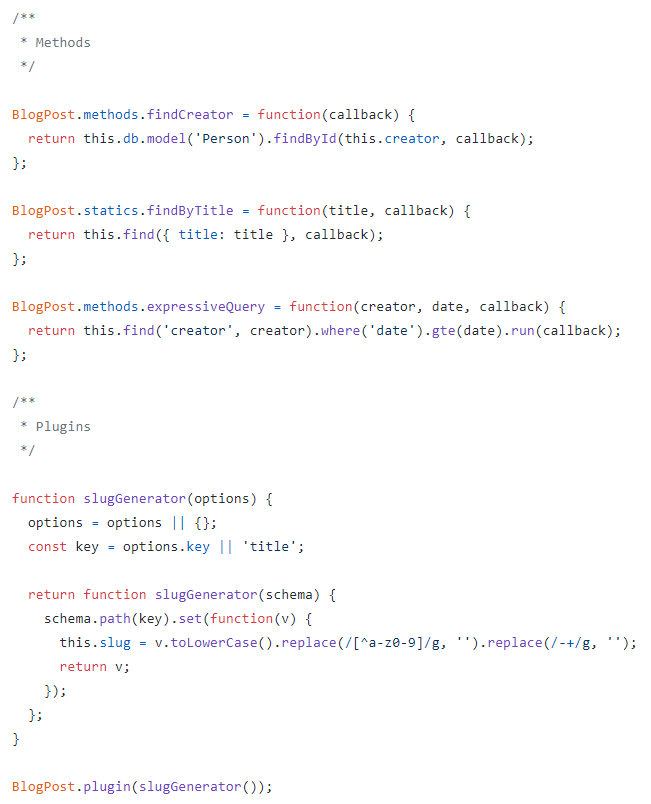 /**
 * Methods
 */

BlogPost.methods.findCreator = function(callback) {
  return this.db.model('Person').findById(this.creator, callback);
};

BlogPost.statics.findByTitle = function(title, callback) {
  return this.find({ title: title }, callback);
};

BlogPost.methods.expressiveQuery = function(creator, date, callback) {
  return this.find('creator', creator).where('date').gte(date).run(callback);
};

/**
 * Plugins
 */

function slugGenerator(options) {
  options = options || {};
  const key = options.key || 'title';

  return function slugGenerator(schema) {
    schema.path(key).set(function(v) {
      this.slug = v.toLowerCase().replace(/[^a-z0-9]/g, '').replace(/-+/g, '');
      return v;
    });
  };
}

BlogPost.plugin(slugGenerator());